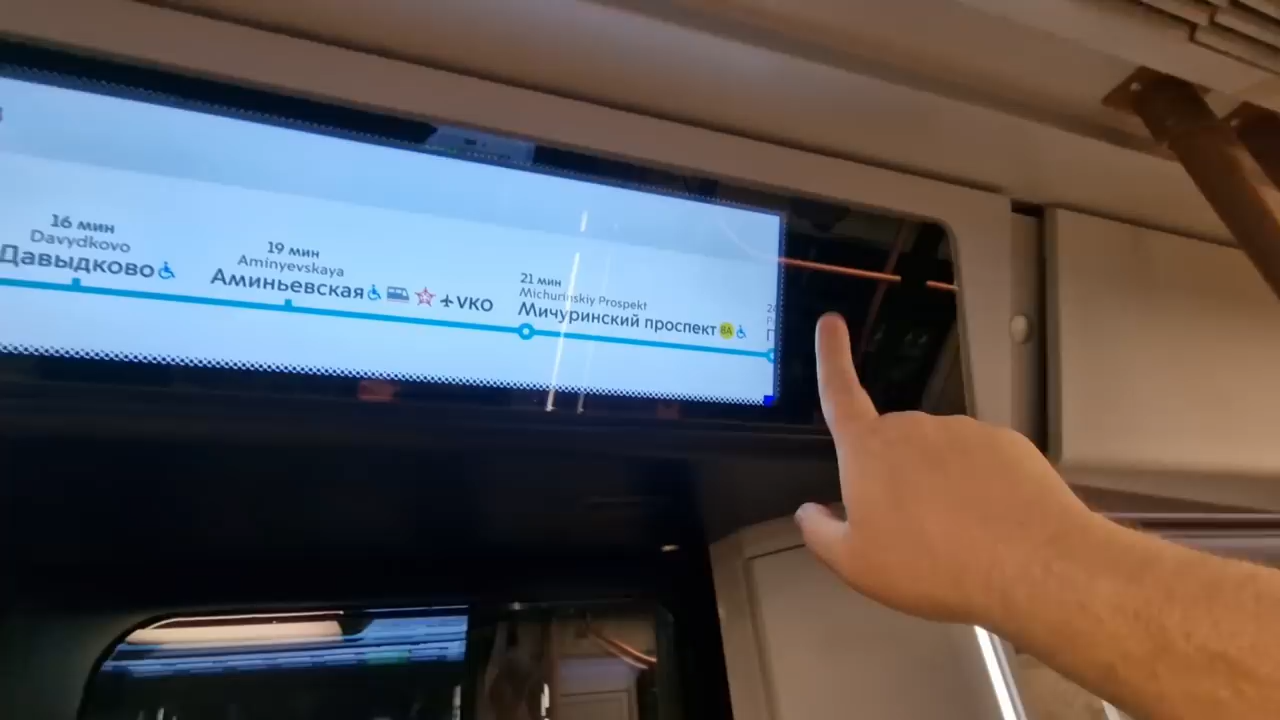 16 мин
Davydkovo
Давыдково
19 мин
Aminyevskaya
Аминьевская VKO
21 мин
Michurinskiy Prospekt
Мичуринский проспект 8А